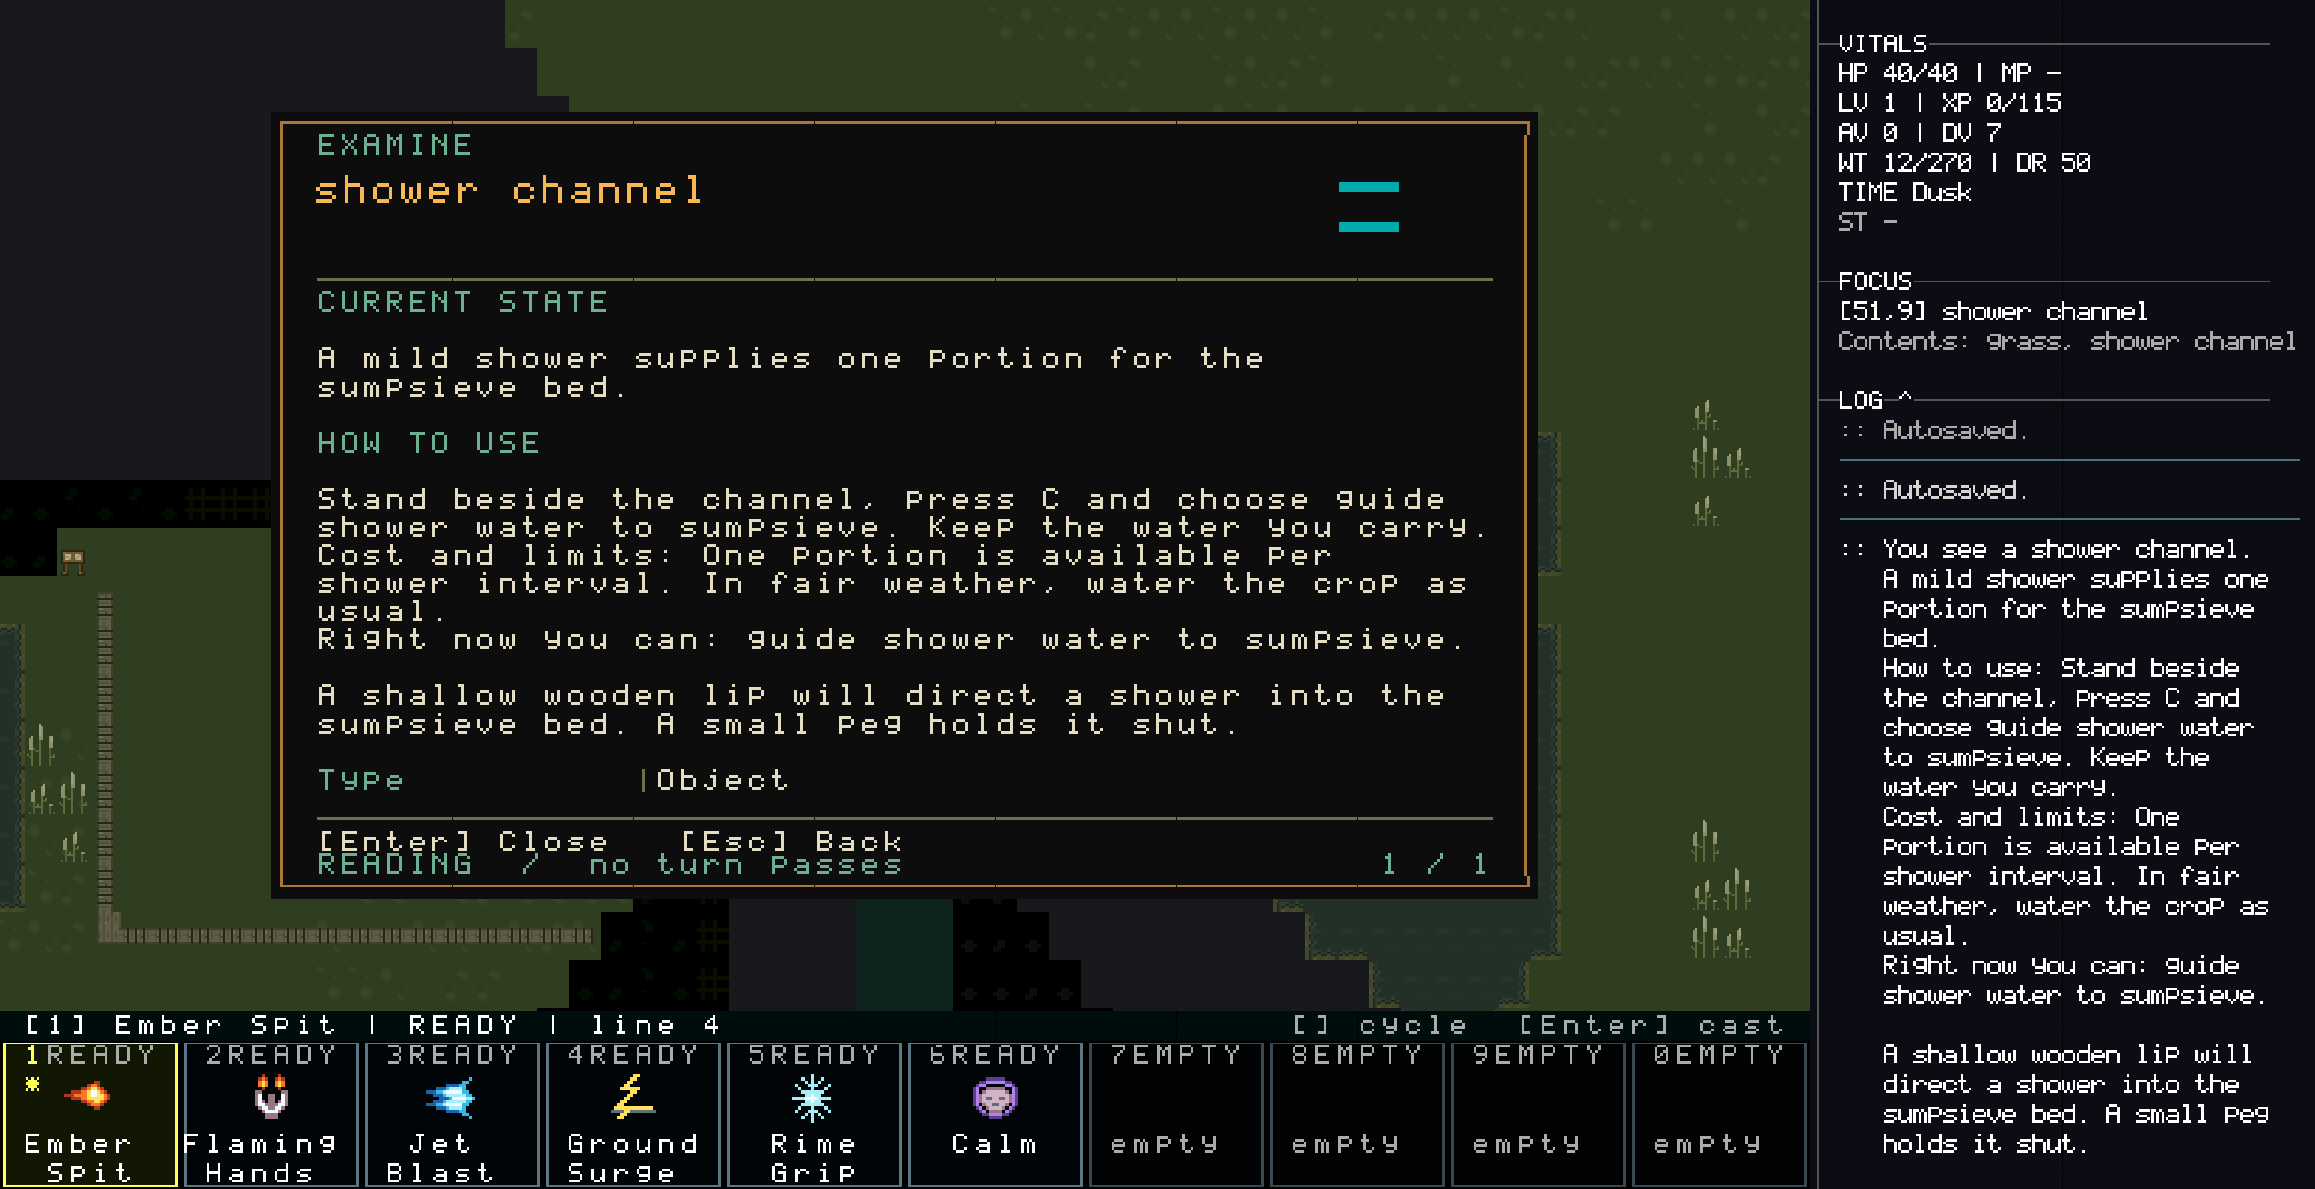 EXAMINE
shower channel
CURRENT STATE
A mild shower supplies one portion for the
sumpsieve bed.
HOW TO USE
Stand beside the channel, press C and choose guide
shower water to sumpsieve. Keep the water you carry.
Cost and limits: One portion is available per
shower interval. In fair weather, water the crop as
usual.
Right now you can: guide shower water to sumpsieve.
A shallow wooden lip will direct a shower into the
sumpsieve bed. A small peg holds it shut.
Type |Object
[Enter] Close [Esc] Back
READING / no turn passes 1 / 1
[1] Ember Spit | READY | line 4 [] cycle [Enter] cast
1READY 2READY 3READY 4READY 5READY 6READY 7EMPTY 8EMPTY 9EMPTY 0EMPTY
Ember Flaming Jet Ground Rime Calm empty empty empty empty
Spit Hands Blast Surge Grip
VITALS
HP 40/40 | MP -
LV 1 | XP 0/115
AV 0 | DV 7
WT 12/270 | DR 50
TIME Dusk
ST -
FOCUS
[51,9] shower channel
Contents: grass, shower channel
LOG ^
:: Autosaved.
:: Autosaved.
:: You see a shower channel.
A mild shower supplies one
portion for the sumpsieve
bed.
How to use: Stand beside
the channel, press C and
choose guide shower water
to sumpsieve. Keep the
water you carry.
Cost and limits: One
portion is available per
shower interval. In fair
weather, water the crop as
usual.
Right now you can: guide
shower water to sumpsieve.
A shallow wooden lip will
direct a shower into the
sumpsieve bed. A small peg
holds it shut.